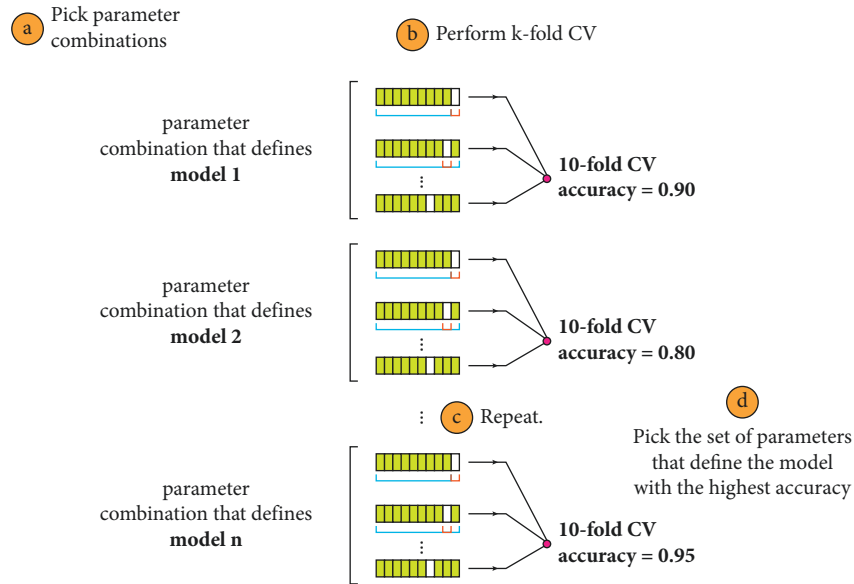 a
Pick parameter
combinations
b
Perform k-fold CV
parameter
combination that defines
model 1
⋮
10-fold CV
accuracy = 0.90
parameter
combination that defines
model 2
⋮
10-fold CV
accuracy = 0.80
⋮
c
Repeat.
d
Pick the set of parameters
that define the model
with the highest accuracy
parameter
combination that defines
model n
⋮
10-fold CV
accuracy = 0.95